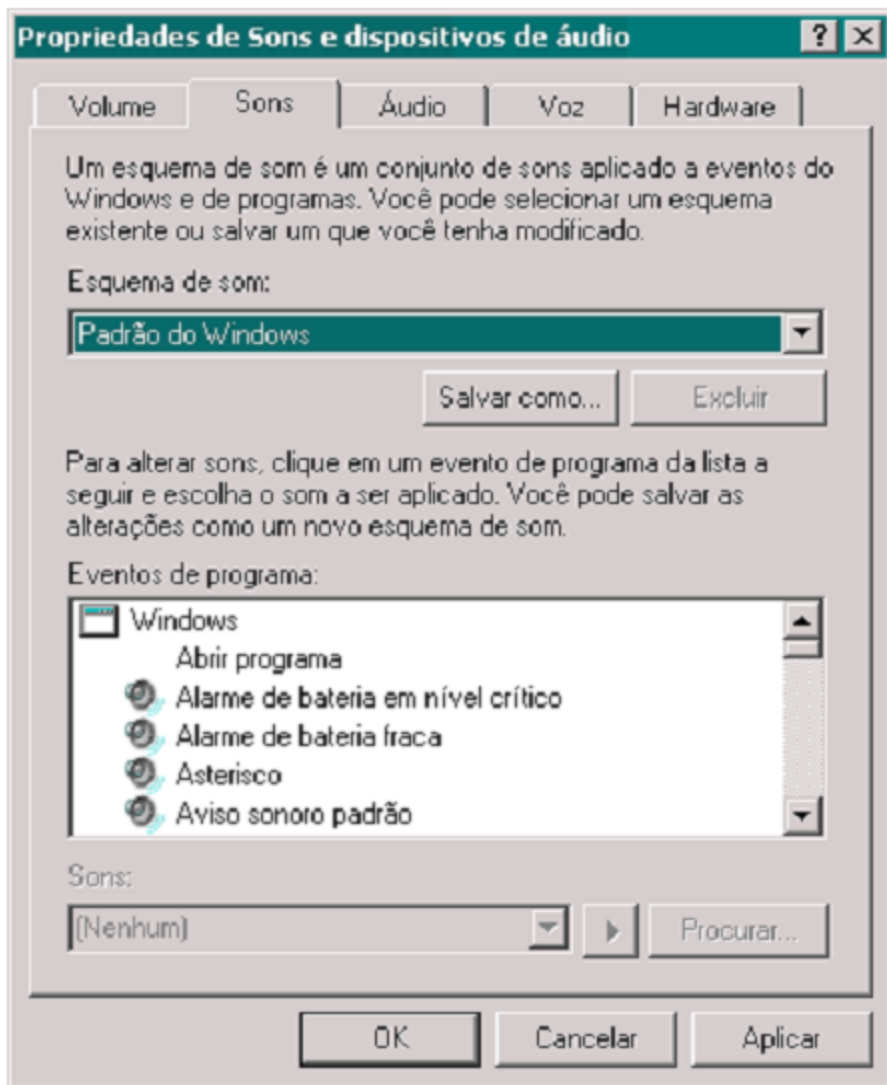 Propriedades de Sons e dispositivos de áudio
Volume Sons Áudio Voz Hardware
Um esquema de som é um conjunto de sons aplicado a eventos do
Windows e de programas. Você pode selecionar um esquema
existente ou salvar um que você tenha modificado.
Esquema de som:
Padrão do Windows
Salvar como... Excluir
Para alterar sons, clique em um evento de programa da lista a
seguir e escolha o som a ser aplicado. Você pode salvar as
alterações como um novo esquema de som.
Eventos de programa:
Windows
Abrir programa
Alarme de bateria em nível crítico
Alarme de bateria fraca
Asterisco
Aviso sonoro padrão
Sons:
(Nenhum) Procurar...
OK Cancelar Aplicar